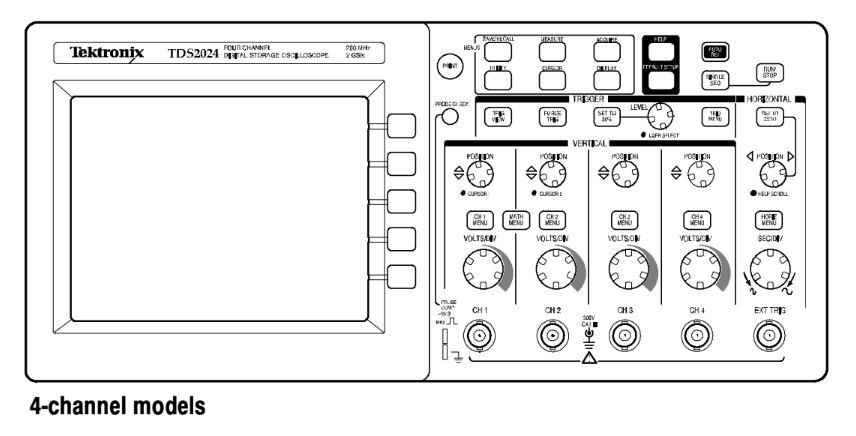 Tektronix TDS2024 FOUR CHANNEL DIGITAL STORAGE OSCILLOSCOPE 200 MHz 2 GS/s
MENUS
SAVE/RECALL MEASURE ACQUIRE
UTILITY CURSOR DISPLAY
HELP
DEFAULT SETUP
AUTO SET
SINGLE SEQ
RUN/ STOP
PRINT
PROBE CHECK
TRIGGER
TRIG VIEW
FORCE TRIG
SET TO 50%
LEVEL
USER SELECT
TRIG MENU
HORIZONTAL
SET TO ZERO
VERTICAL
POSITION POSITION POSITION POSITION POSITION
CURSOR 1 CURSOR 2 HELP SCROLL
CH 1 MENU
MATH MENU
CH 2 MENU
CH 3 MENU
CH 4 MENU
HORIZ MENU
VOLTS/DIV VOLTS/DIV VOLTS/DIV VOLTS/DIV SEC/DIV
PROBE COMP
CH 1 CH 2 CH 3 CH 4 EXT TRIG
300V
CAT II
4-channel models